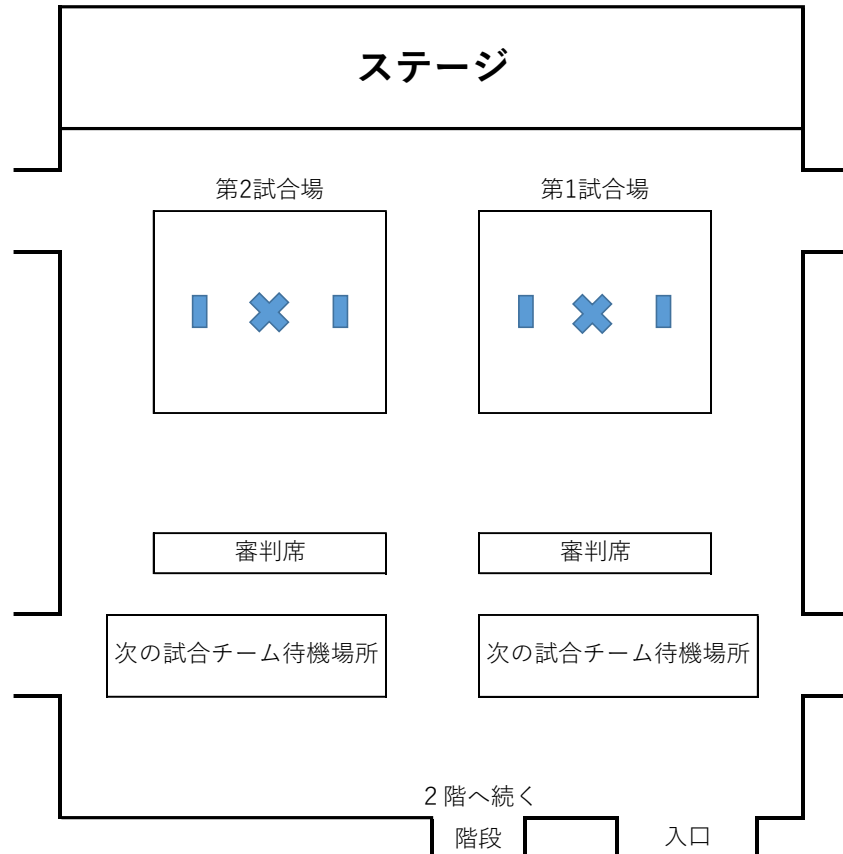 ステージ
第2試合場
第1試合場
審判席
審判席
次の試合チーム待機場所
次の試合チーム待機場所
２階へ続く
階段
入口